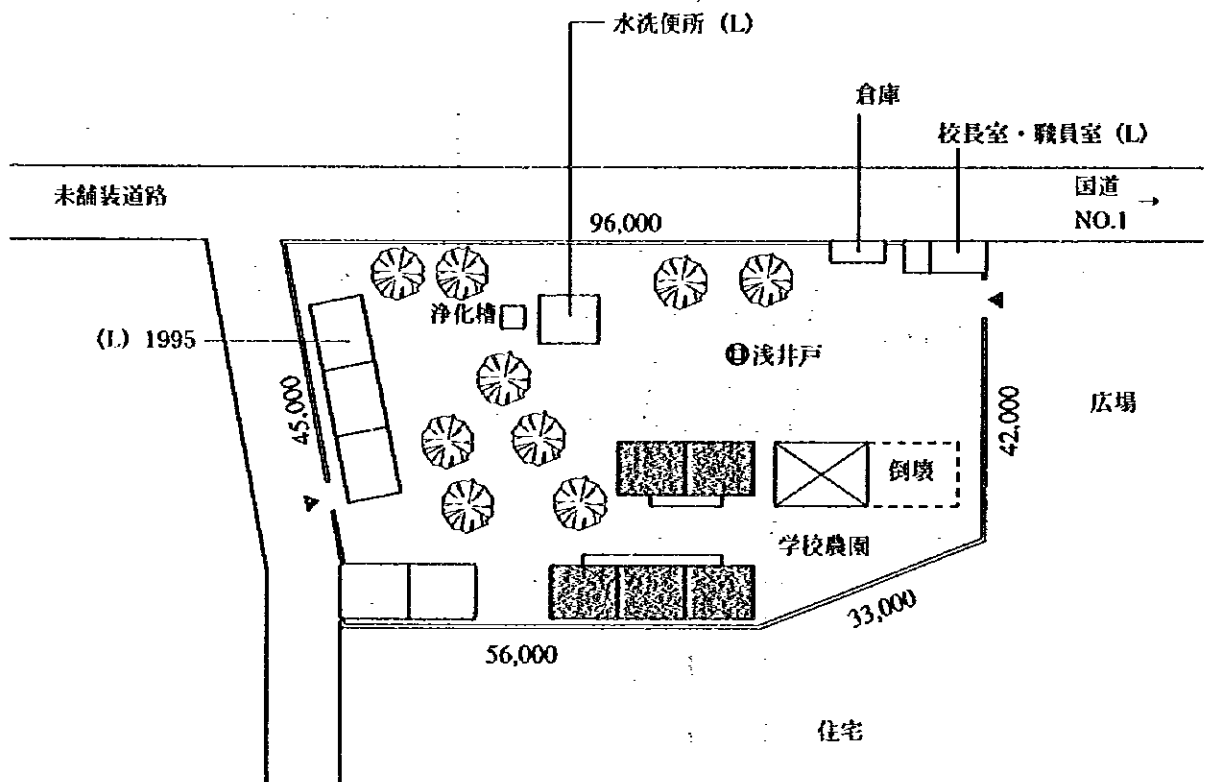 水洗便所 (L)
倉庫
校長室・職員室 (L)
未舗装道路
国道
NO.1
→
96,000
浄化槽
(L) 1995
浅井戸
45,000
42,000
広場
倒壊
学校農園
33,000
56,000
住宅